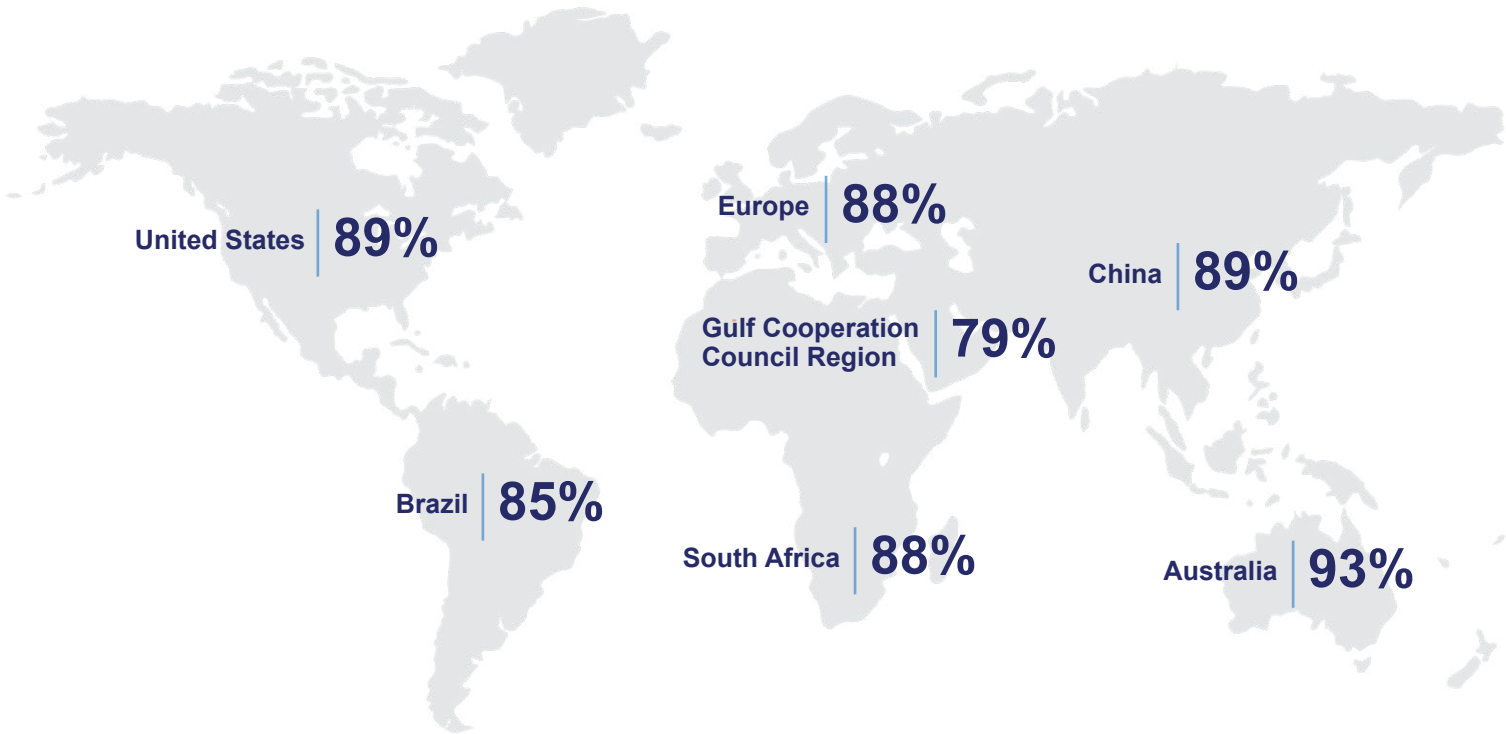 Europe 88%
United States 89%
China 89%
Gulf Cooperation
Council Region 79%
Brazil 85%
South Africa 88%
Australia 93%